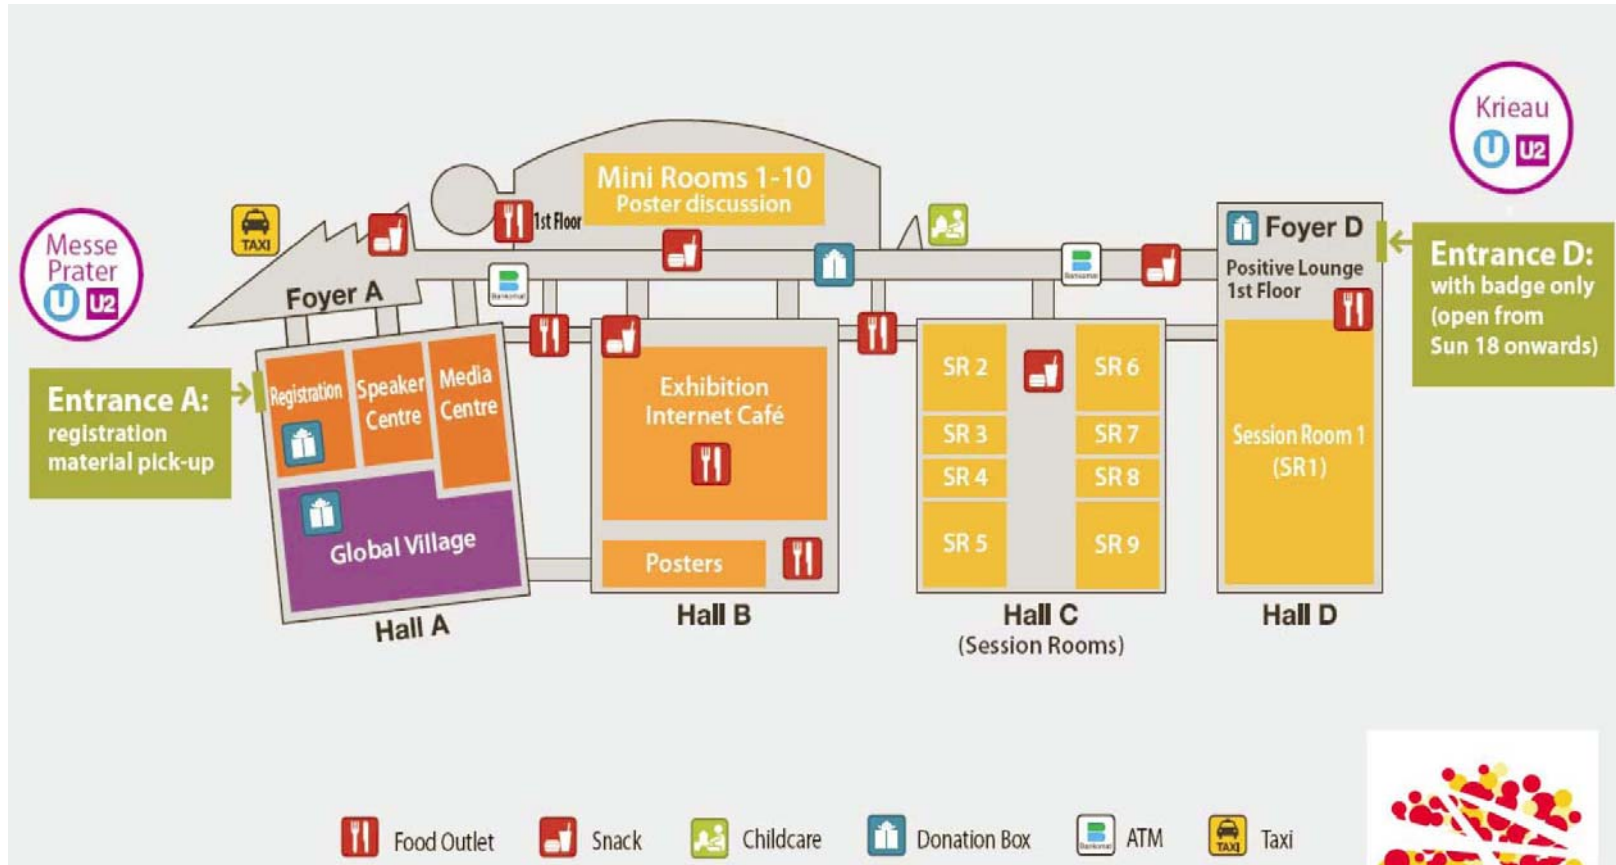 Krieau
U U2
Mini Rooms 1-10
Poster discussion
1st Floor
TAXI
Messe
Prater
U U2
Foyer A
Bankomat
Bankomat
Foyer D
Positive Lounge
1st Floor
Entrance D:
with badge only
(open from
Sun 18 onwards)
Entrance A:
registration
material pick-up
Registration
Speaker
Centre
Media
Centre
Global Village
Hall A
Exhibition
Internet Café
Posters
Hall B
SR 2
SR 3
SR 4
SR 5
SR 6
SR 7
SR 8
SR 9
Hall C
(Session Rooms)
Session Room 1
(SR1)
Hall D
Food Outlet
Snack
Childcare
Donation Box
Bankomat
ATM
TAXI
Taxi